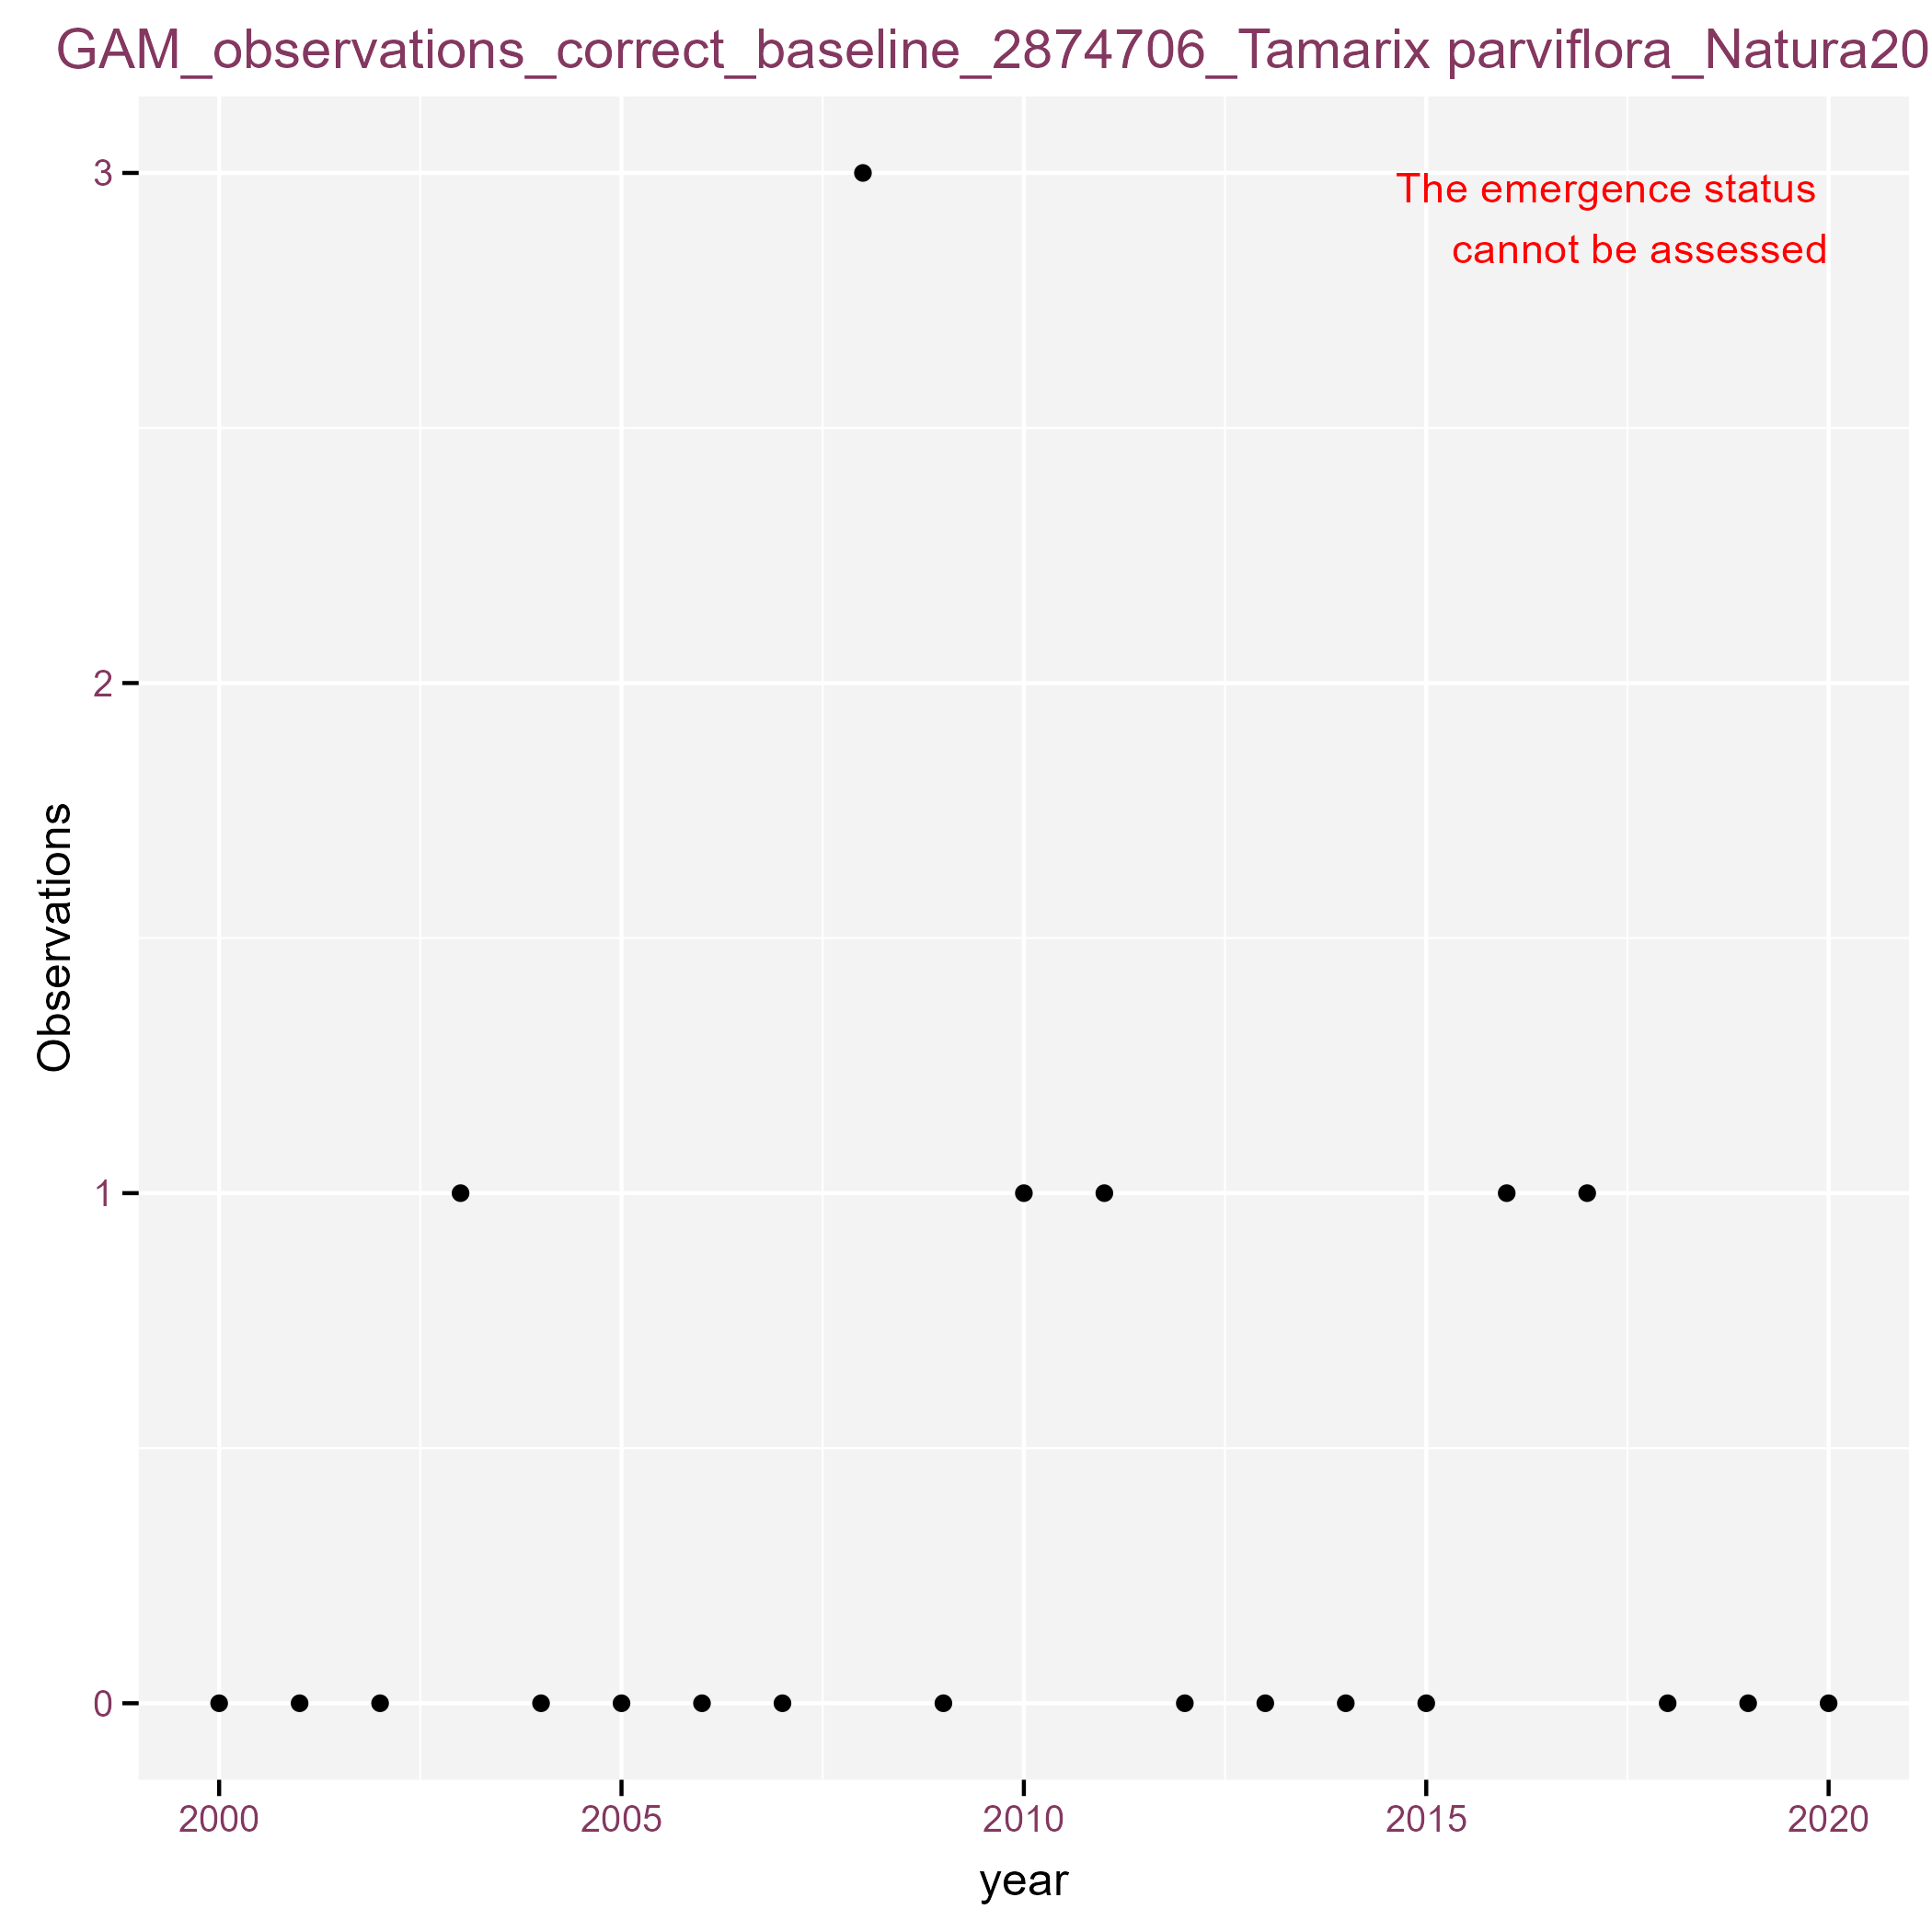 GAM_observations_correct_baseline_2874706_Tamarix parviflora_Natura20
The emergence status
cannot be assessed
Observations
3
2
1
0
2000 2005 2010 2015 2020
year